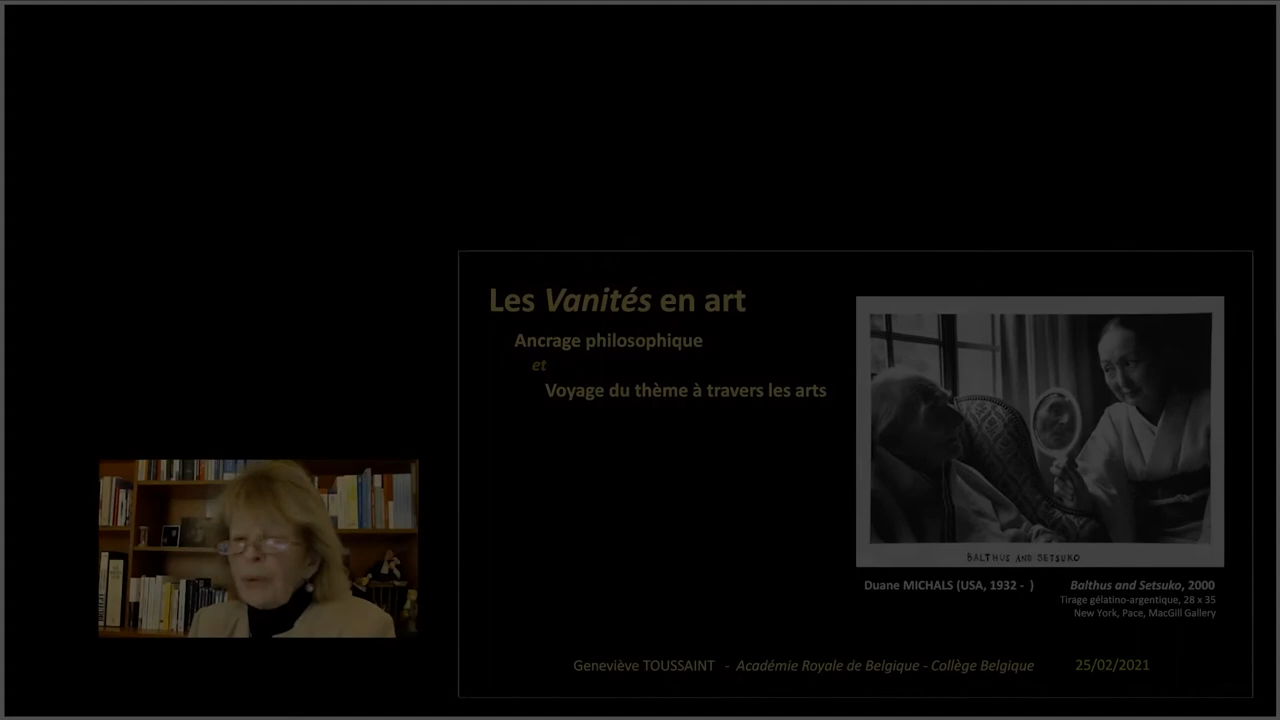 Les Vanités en art
Ancrage philosophique
et
Voyage du thème à travers les arts
BALTHUS AND SETSUKO
Duane MICHALS (USA, 1932 - )
Balthus and Setsuko, 2000
Tirage gélatino-argentique, 28 x 35
New York, Pace, MacGill Gallery
Geneviève TOUSSAINT - Académie Royale de Belgique - Collège Belgique
25/02/2021